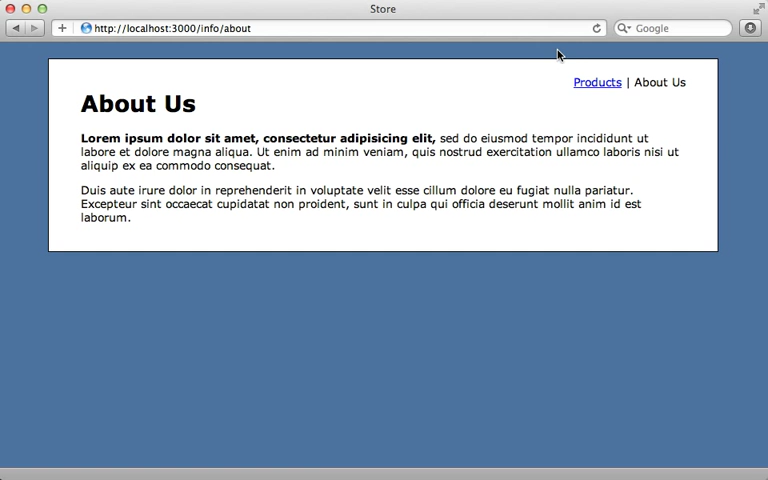 Store
http://localhost:3000/info/about
Google
Products | About Us
About Us
Lorem ipsum dolor sit amet, consectetur adipisicing elit, sed do eiusmod tempor incididunt ut
labore et dolore magna aliqua. Ut enim ad minim veniam, quis nostrud exercitation ullamco laboris nisi ut
aliquip ex ea commodo consequat.
Duis aute irure dolor in reprehenderit in voluptate velit esse cillum dolore eu fugiat nulla pariatur.
Excepteur sint occaecat cupidatat non proident, sunt in culpa qui officia deserunt mollit anim id est
laborum.